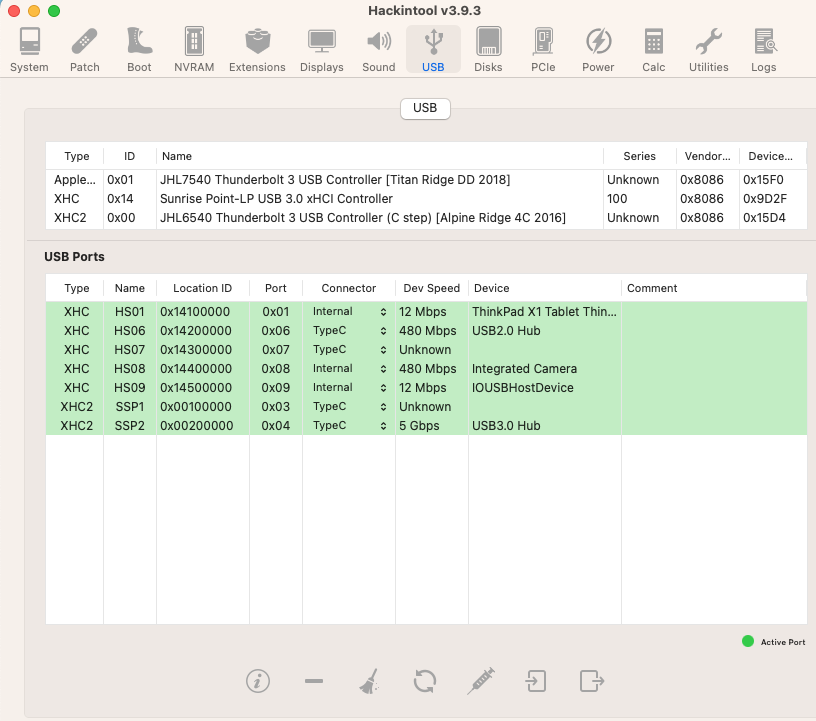 Hackintool v3.9.3
System Patch Boot NVRAM Extensions Displays Sound USB Disks PCIe Power Calc Utilities Logs
USB
Type ID Name Series Vendor... Device...
Apple... 0x01 JHL7540 Thunderbolt 3 USB Controller [Titan Ridge DD 2018] Unknown 0x8086 0x15F0
XHC 0x14 Sunrise Point-LP USB 3.0 xHCI Controller 100 0x8086 0x9D2F
XHC2 0x00 JHL6540 Thunderbolt 3 USB Controller (C step) [Alpine Ridge 4C 2016] Unknown 0x8086 0x15D4
USB Ports
Type Name Location ID Port Connector Dev Speed Device Comment
XHC HS01 0x14100000 0x01 Internal 12 Mbps ThinkPad X1 Tablet Thin...
XHC HS06 0x14200000 0x06 TypeC 480 Mbps USB2.0 Hub
XHC HS07 0x14300000 0x07 TypeC Unknown
XHC HS08 0x14400000 0x08 Internal 480 Mbps Integrated Camera
XHC HS09 0x14500000 0x09 Internal 12 Mbps IOUSBHostDevice
XHC2 SSP1 0x00100000 0x03 TypeC Unknown
XHC2 SSP2 0x00200000 0x04 TypeC 5 Gbps USB3.0 Hub
Active Port